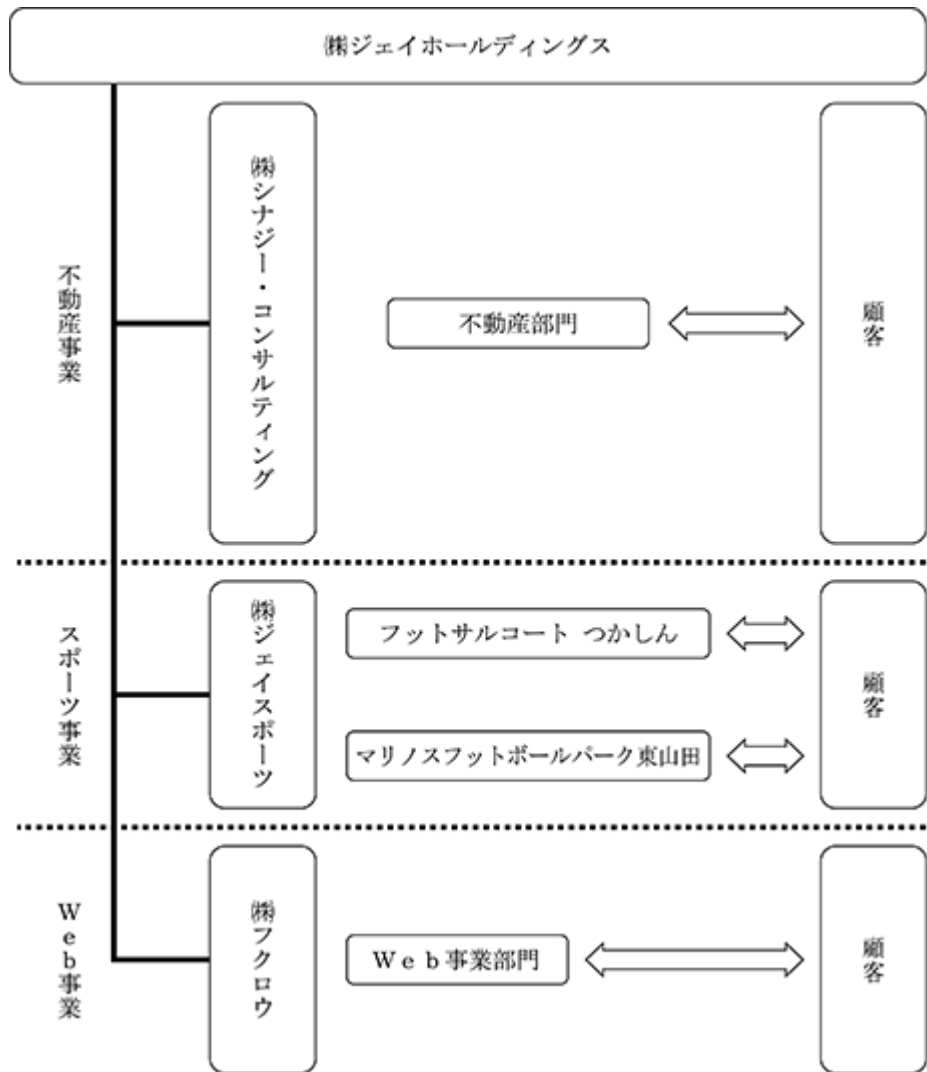 ㈱ジェイホールディングス
不動産事業
㈱シナジー・コンサルティング
不動産部門
顧客
スポーツ事業
㈱ジェイスポーツ
フットサルコート つかしん
マリノスフットボールパーク東山田
顧客
Web事業
㈱フクロウ
Web事業部門
顧客